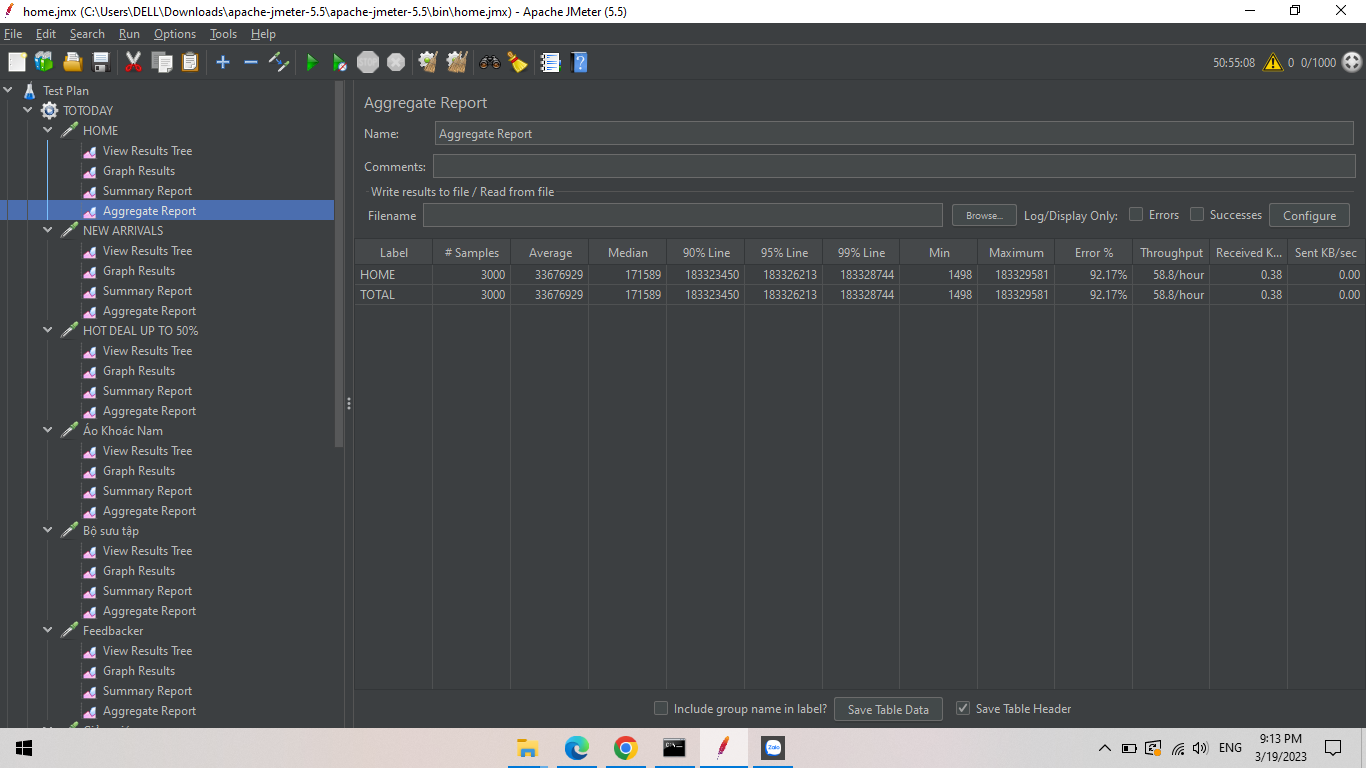 home.jmx (C:\Users\DELL\Downloads\apache-jmeter-5.5\apache-jmeter-5.5\bin\home.jmx) - Apache JMeter (5.5)
File Edit Search Run Options Tools Help
STOP
50:55:08 0 0/1000
Test Plan
TOTODAY
HOME
View Results Tree
Graph Results
Summary Report
Aggregate Report
NEW ARRIVALS
View Results Tree
Graph Results
Summary Report
Aggregate Report
HOT DEAL UP TO 50%
View Results Tree
Graph Results
Summary Report
Aggregate Report
Áo Khoác Nam
View Results Tree
Graph Results
Summary Report
Aggregate Report
Bộ sưu tập
View Results Tree
Graph Results
Summary Report
Aggregate Report
Feedbacker
View Results Tree
Graph Results
Summary Report
Aggregate Report
Aggregate Report
Name: Aggregate Report
Comments:
Write results to file / Read from file
Filename Browse... Log/Display Only: Errors Successes Configure
Label # Samples Average Median 90% Line 95% Line 99% Line Min Maximum Error % Throughput Received K... Sent KB/sec
HOME 3000 33676929 171589 183323450 183326213 183328744 1498 183329581 92.17% 58.8/hour 0.38 0.00
TOTAL 3000 33676929 171589 183323450 183326213 183328744 1498 183329581 92.17% 58.8/hour 0.38 0.00
Include group name in label? Save Table Data Save Table Header
Zalo
ENG
9:13 PM
3/19/2023